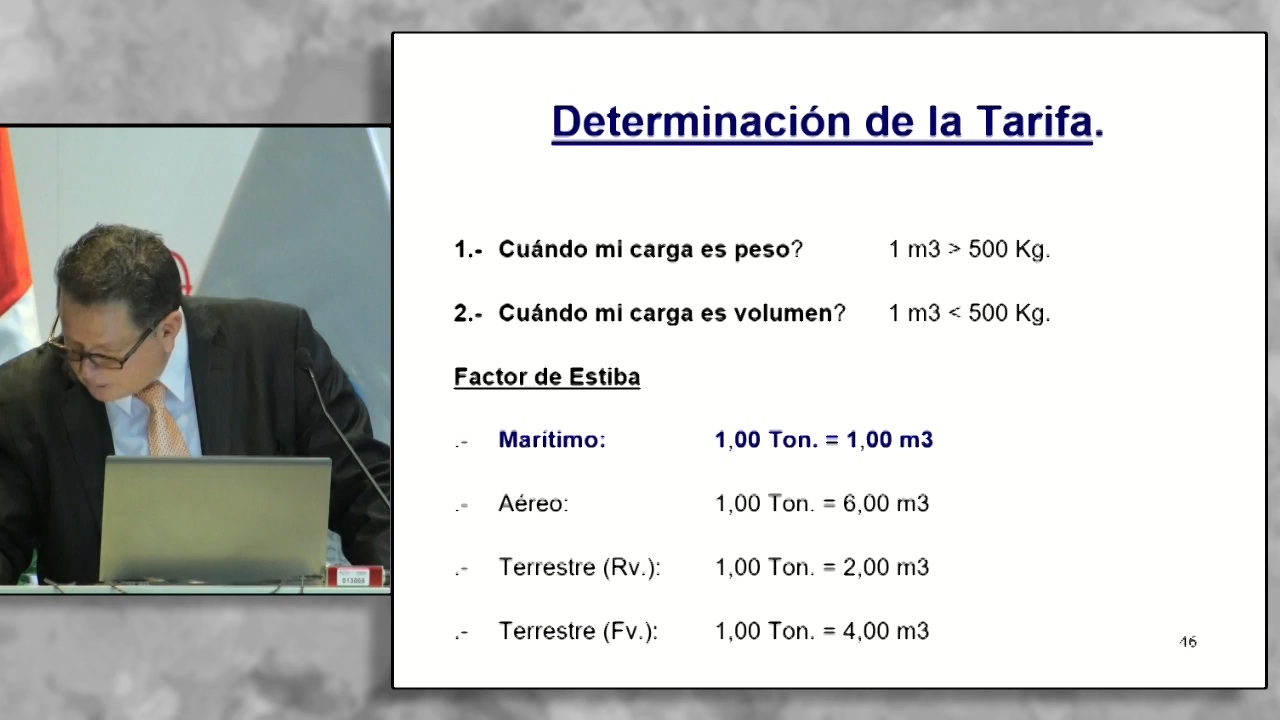 Determinación de la Tarifa.
1.- Cuándo mi carga es peso? 1 m3 > 500 Kg.
2.- Cuándo mi carga es volumen? 1 m3 < 500 Kg.
Factor de Estiba
.- Marítimo: 1,00 Ton. = 1,00 m3
.- Aéreo: 1,00 Ton. = 6,00 m3
.- Terrestre (Rv.): 1,00 Ton. = 2,00 m3
.- Terrestre (Fv.): 1,00 Ton. = 4,00 m3
46